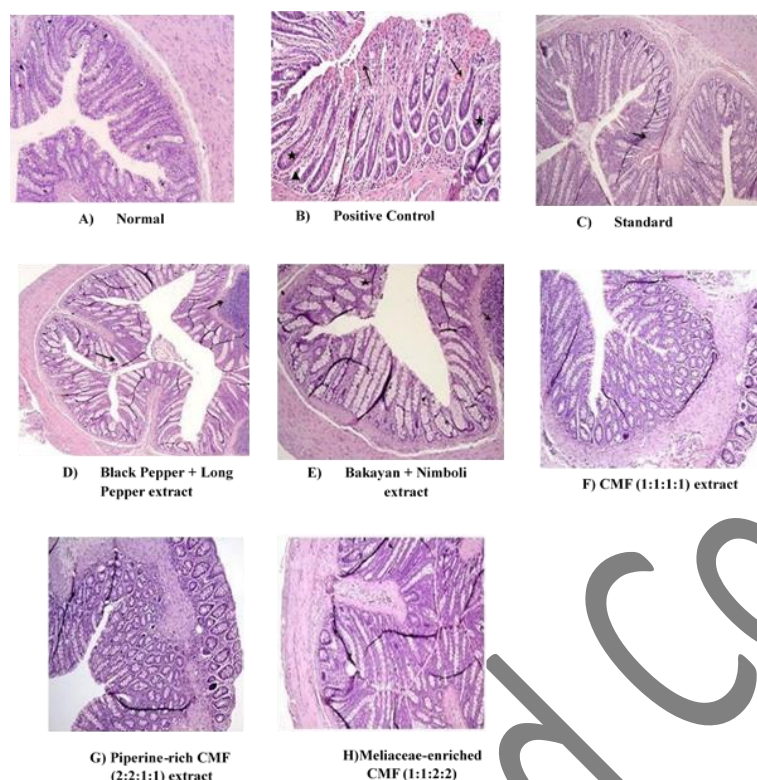 A) Normal
B) Positive Control
C) Standard
D) Black Pepper + Long
Pepper extract
E) Bakayan + Nimboli
extract
F) CMF (1:1:1:1) extract
G) Piperine-rich CMF
(2:2:1:1) extract
H)Meliaceae-enriched
CMF (1:1:2:2)
d Co